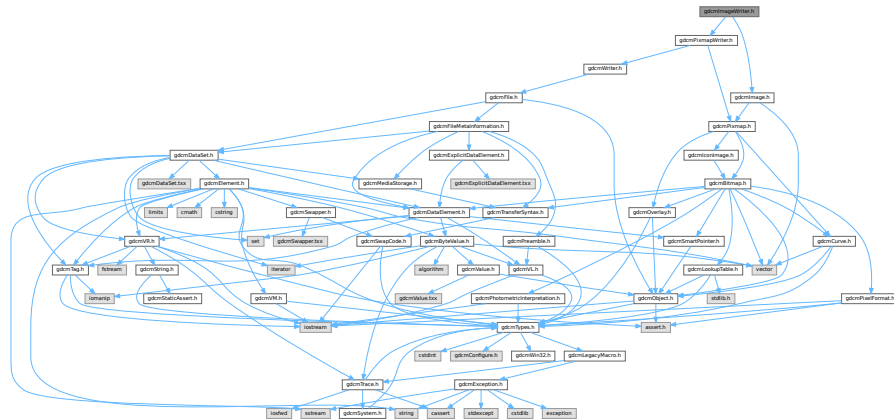 gdcmImageWriter.h
gdcmPixmapWriter.h
gdcmWriter.h
gdcmFile.h
gdcmImage.h
gdcmFileMetaInformation.h
gdcmPixmap.h
gdcmDataSet.h
gdcmExplicitDataElement.h
gdcmIconImage.h
gdcmDataSet.txx
gdcmElement.h
gdcmMediaStorage.h
gdcmExplicitDataElement.txx
gdcmBitmap.h
limits
cmath
cstring
gdcmSwapper.h
gdcmDataElement.h
gdcmTransferSyntax.h
gdcmOverlay.h
gdcmVR.h
set
gdcmSwapper.txx
gdcmSwapCode.h
gdcmByteValue.h
gdcmPreamble.h
gdcmSmartPointer.h
vector
gdcmCurve.h
gdcmTag.h
fstream
gdcmString.h
iterator
algorithm
gdcmValue.h
gdcmVL.h
gdcmLookupTable.h
iomanip
gdcmStaticAssert.h
gdcmVM.h
gdcmValue.txx
gdcmPhotometricInterpretation.h
gdcmObject.h
stdlib.h
gdcmPixelFormat.h
iostream
gdcmTypes.h
assert.h
cstdint
gdcmConfigure.h
gdcmWin32.h
gdcmLegacyMacro.h
gdcmTrace.h
gdcmException.h
iosfwd
gdcmSystem.h
sstream
string
cassert
stdexcept
cstdlib
exception